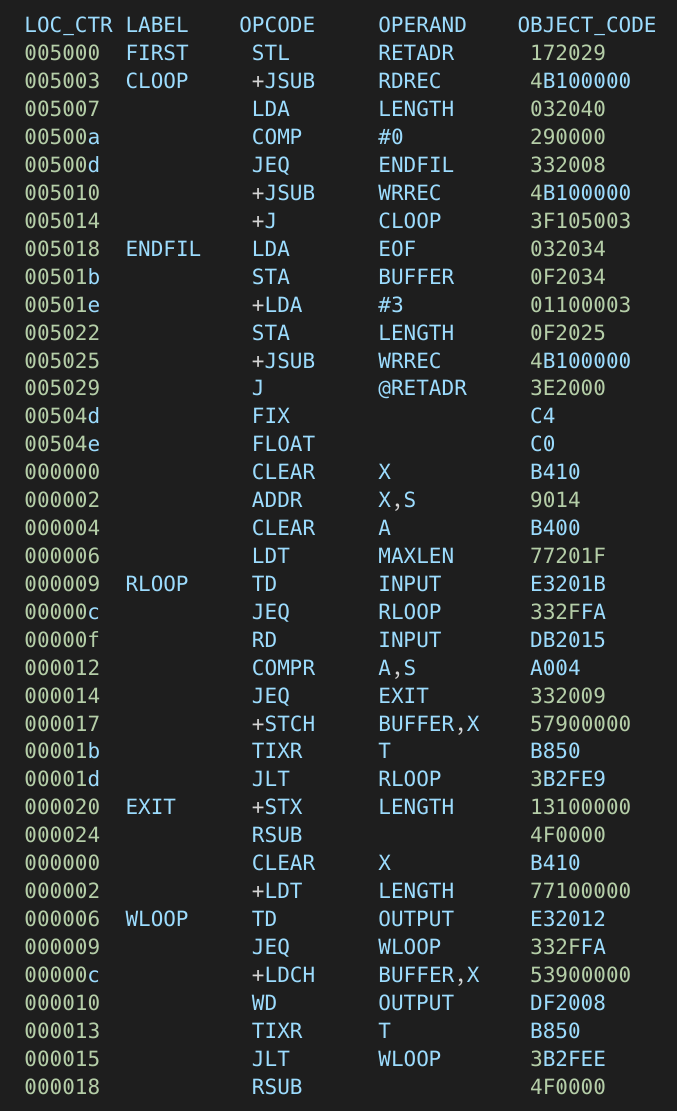 LOC_CTR LABEL OPCODE OPERAND OBJECT_CODE
005000 FIRST STL RETADR 172029
005003 CLOOP +JSUB RDREC 4B100000
005007 LDA LENGTH 032040
00500a COMP #0 290000
00500d JEQ ENDFIL 332008
005010 +JSUB WRREC 4B100000
005014 +J CLOOP 3F105003
005018 ENDFIL LDA EOF 032034
00501b STA BUFFER 0F2034
00501e +LDA #3 01100003
005022 STA LENGTH 0F2025
005025 +JSUB WRREC 4B100000
005029 J @RETADR 3E2000
00504d FIX C4
00504e FLOAT C0
000000 CLEAR X B410
000002 ADDR X,S 9014
000004 CLEAR A B400
000006 LDT MAXLEN 77201F
000009 RLOOP TD INPUT E3201B
00000c JEQ RLOOP 332FFA
00000f RD INPUT DB2015
000012 COMPR A,S A004
000014 JEQ EXIT 332009
000017 +STCH BUFFER,X 57900000
00001b TIXR T B850
00001d JLT RLOOP 3B2FE9
000020 EXIT +STX LENGTH 13100000
000024 RSUB 4F0000
000000 CLEAR X B410
000002 +LDT LENGTH 77100000
000006 WLOOP TD OUTPUT E32012
000009 JEQ WLOOP 332FFA
00000c +LDCH BUFFER,X 53900000
000010 WD OUTPUT DF2008
000013 TIXR T B850
000015 JLT WLOOP 3B2FEE
000018 RSUB 4F0000